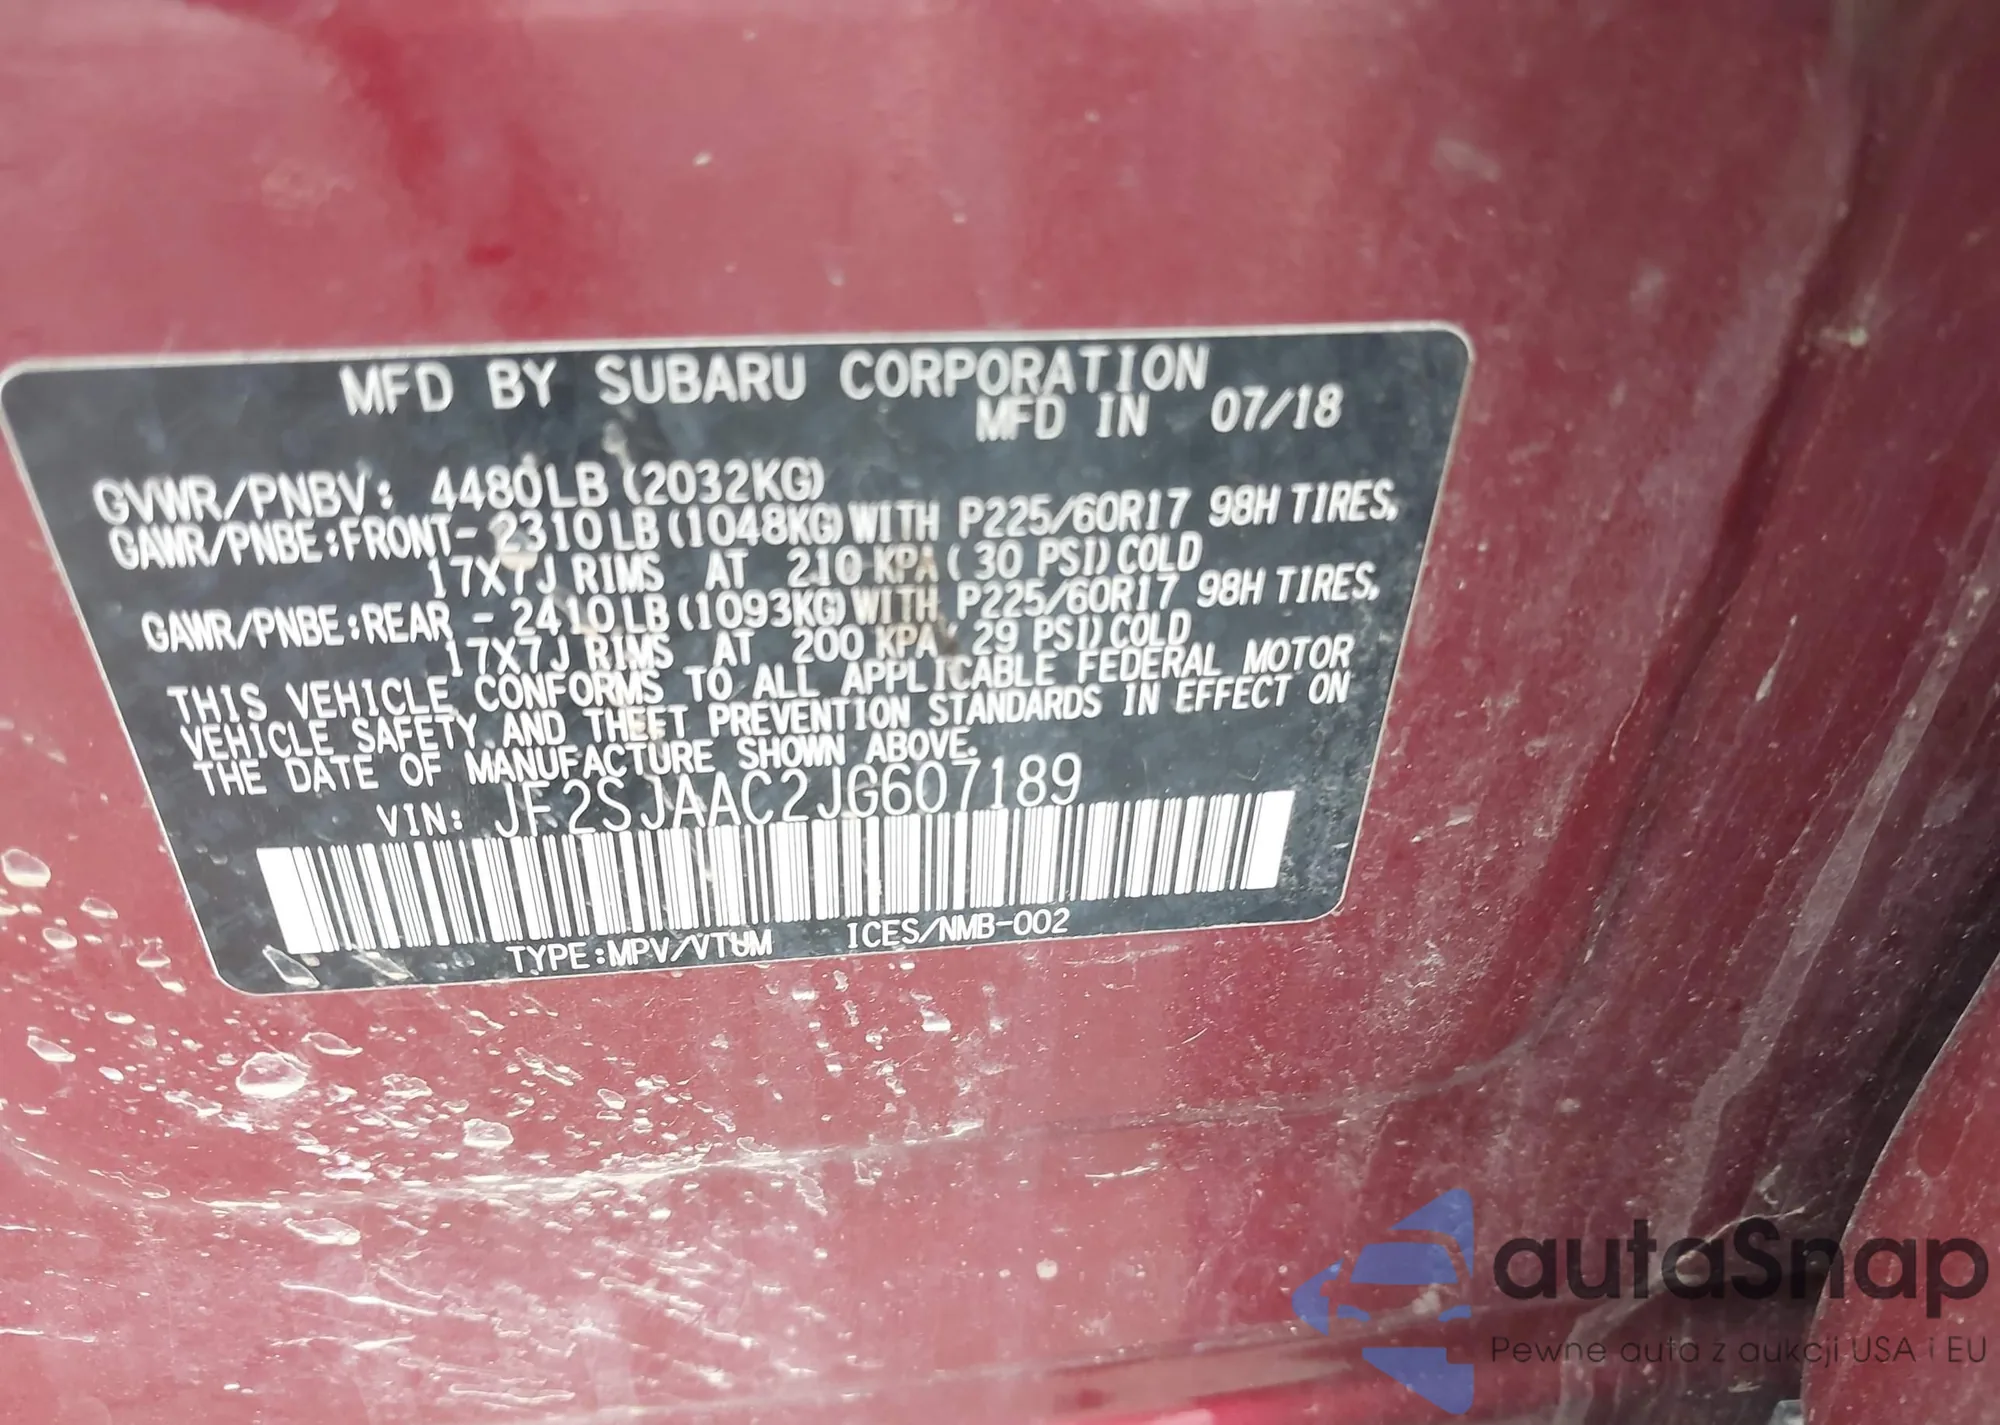 MFD BY SUBARU CORPORATION
MFD IN 07/18
GVWR/PNBV: 4480LB (2032KG)
GAWR/PNBE:FRONT- 2310LB (1048KG) WITH P225/60R17 98H TIRES,
17X7J RIMS AT 210 KPA ( 30 PSI) COLD
GAWR/PNBE:REAR - 2410LB (1093KG) WITH P225/60R17 98H TIRES,
17X7J RIMS AT 200 KPA 29 PSI) COLD
THIS VEHICLE CONFORMS TO ALL APPLICABLE FEDERAL MOTOR
VEHICLE SAFETY AND THEFT PREVENTION STANDARDS IN EFFECT ON
THE DATE OF MANUFACTURE SHOWN ABOVE.
VIN: JF2SJAAC2JG607189
TYPE:MPV/VTUM ICES/NMB-002
autaSnap
Pewne auta z aukcji USA i EU